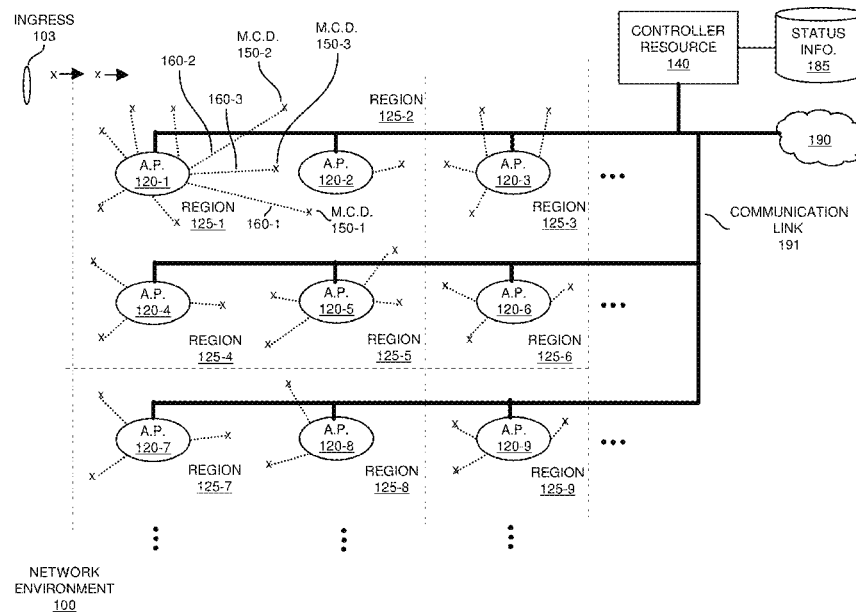 INGRESS
103
x x
M.C.D.
150-2
M.C.D.
150-3
160-2
160-3
CONTROLLER
RESOURCE
140
STATUS
INFO.
185
REGION
125-2
190
A.P.
120-1
A.P.
120-2
A.P.
120-3
REGION
125-1
160-1
M.C.D.
150-1
REGION
125-3
COMMUNICATION
LINK
191
A.P.
120-4
A.P.
120-5
A.P.
120-6
REGION
125-4
REGION
125-5
REGION
125-6
A.P.
120-7
A.P.
120-8
A.P.
120-9
REGION
125-7
REGION
125-8
REGION
125-9
NETWORK
ENVIRONMENT
100